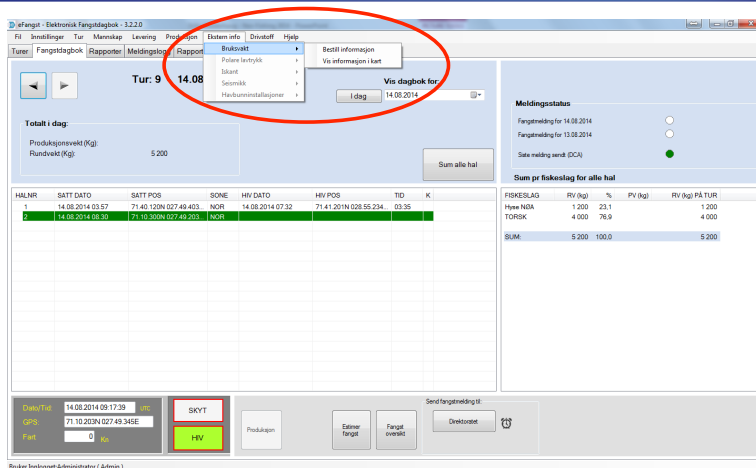 eFangst - Elektronisk Fangstdagbok - 3.2.2.0
Fil Innstillinger Tur Mannskap Levering Produksjon Ekstern info Drivstoff Hjelp
Turer Fangstdagbok Rapporter Meldingslogg Rapport
Bruksvakt
Polare lavtrykk
Iskant
Seismikk
Havbunninstallasjoner
Bestill informasjon
Vis informasjon i kart
Tur: 9 14.08
Vis dagbok for:
I dag 14.08.2014
Totalt i dag:
Produksjonsvekt (Kg):
Rundvekt (Kg): 5 200
Sum alle hal
Meldingsstatus
Fangstmelding for 14.08.2014
Fangstmelding for 13.08.2014
Siste melding sendt (DCA)
Sum pr fiskeslag for alle hal
HALNR SATT DATO SATT POS SONE HIV DATO HIV POS TID K
1 14.08.2014 03.57 71.40.120N 027.49.403... NOR 14.08.2014 07.32 71.41.201N 028.55.234... 03:35
2 14.08.2014 08.30 71.10.300N 027.49.203... NOR
FISKESLAG RV (kg) % PV (kg) RV (kg) PÅ TUR
Hyse NØA 1 200 23,1 1 200
TORSK 4 000 76,9 4 000
SUM: 5 200 100,0 5 200
Dato/Tid: 14.08.2014 09:17:39 UTC
GPS: 71.10.203N 027.49.345E
Fart: 0 Kn
SKYT
HIV
Produksjon
Estimer fangst
Fangst oversikt
Send fangstmelding til:
Direktoratet
Bruker Innlogget:Administrator ( Admin )